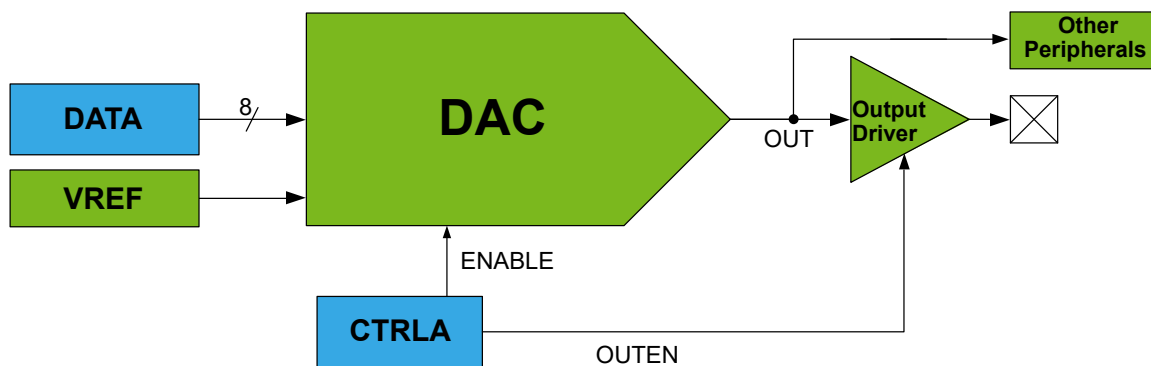 Other
Peripherals
DATA
8
DAC
Output
Driver
OUT
VREF
ENABLE
CTRLA
OUTEN